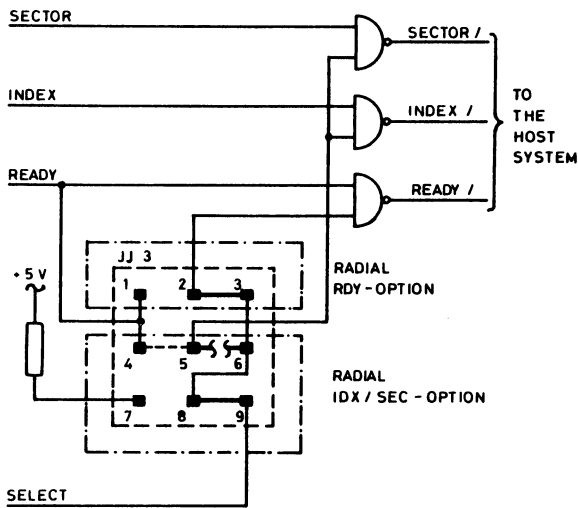 SECTOR
SECTOR /
INDEX
INDEX /
TO
THE
HOST
SYSTEM
READY
READY /
JJ 3
RADIAL
RDY-OPTION
+5V
1 2 3
4 5 6
RADIAL
IDX / SEC - OPTION
7 8 9
SELECT